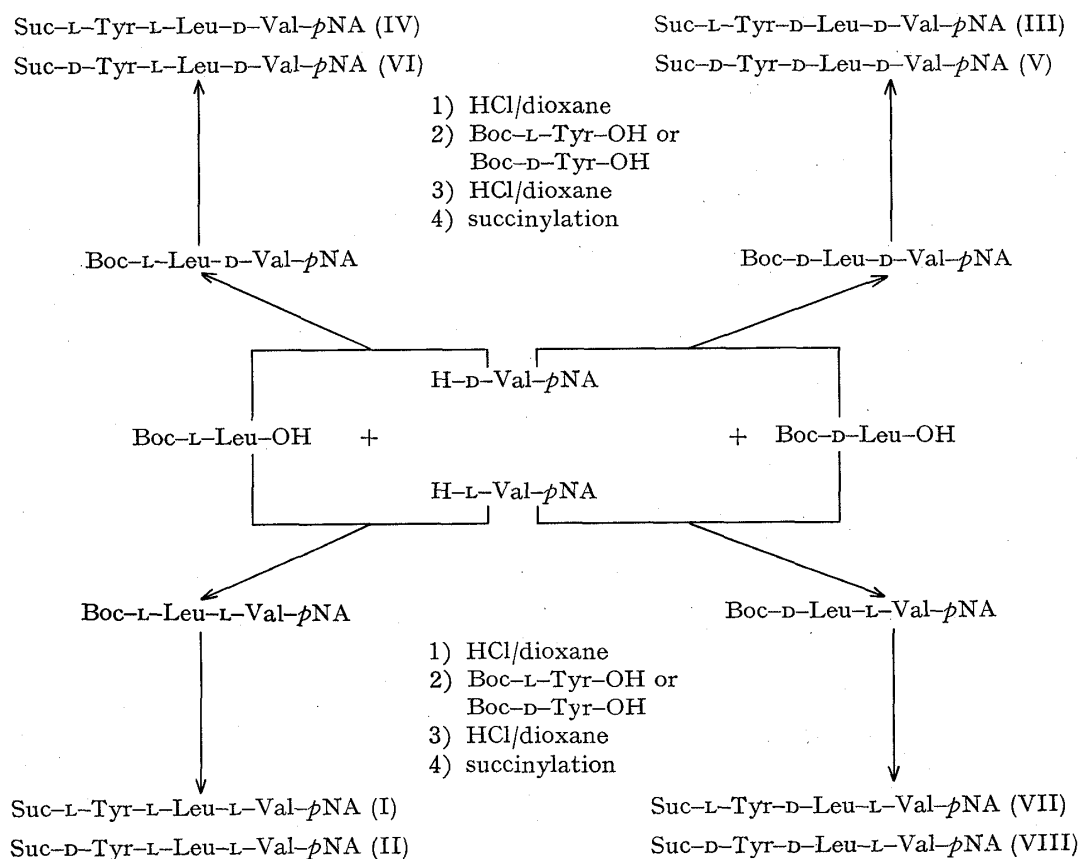 Suc–L–Tyr–L–Leu–D–Val–pNA (IV)
Suc–D–Tyr–L–Leu–D–Val–pNA (VI)
Suc–L–Tyr–D–Leu–D–Val–pNA (III)
Suc–D–Tyr–D–Leu–D–Val–pNA (V)
1) HCl/dioxane
2) Boc–L–Tyr–OH or
Boc–D–Tyr–OH
3) HCl/dioxane
4) succinylation
Boc–L–Leu–D–Val–pNA
Boc–D–Leu–D–Val–pNA
H–D–Val–pNA
Boc–L–Leu–OH + + Boc–D–Leu–OH
H–L–Val–pNA
Boc–L–Leu–L–Val–pNA
Boc–D–Leu–L–Val–pNA
1) HCl/dioxane
2) Boc–L–Tyr–OH or
Boc–D–Tyr–OH
3) HCl/dioxane
4) succinylation
Suc–L–Tyr–L–Leu–L–Val–pNA (I)
Suc–D–Tyr–L–Leu–L–Val–pNA (II)
Suc–L–Tyr–D–Leu–L–Val–pNA (VII)
Suc–D–Tyr–D–Leu–L–Val–pNA (VIII)